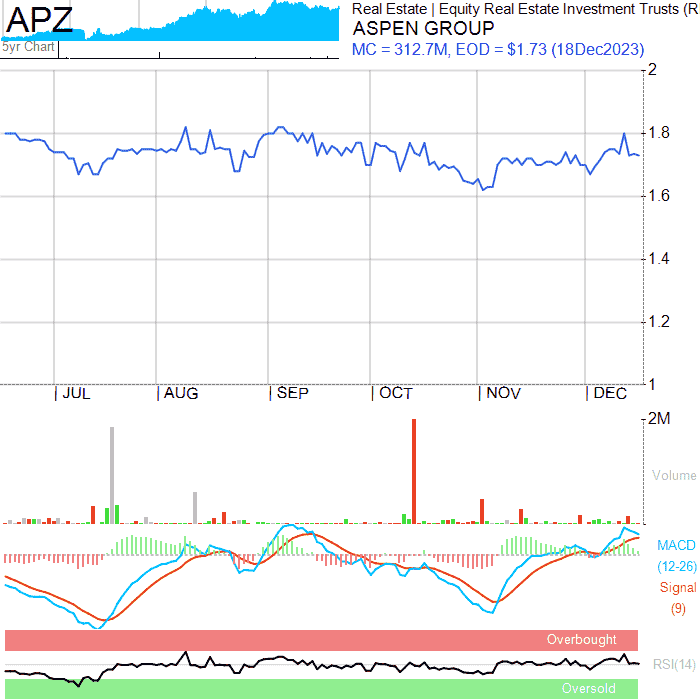 APZ
5yr Chart
Real Estate | Equity Real Estate Investment Trusts (R
ASPEN GROUP
MC = 312.7M, EOD = $1.73 (18Dec2023)
2
1.8
1.6
1.4
1.2
1
| JUL | AUG | SEP | OCT | NOV | DEC
2M
Volume
MACD
(12-26)
Signal
(9)
Overbought
RSI(14)
Oversold